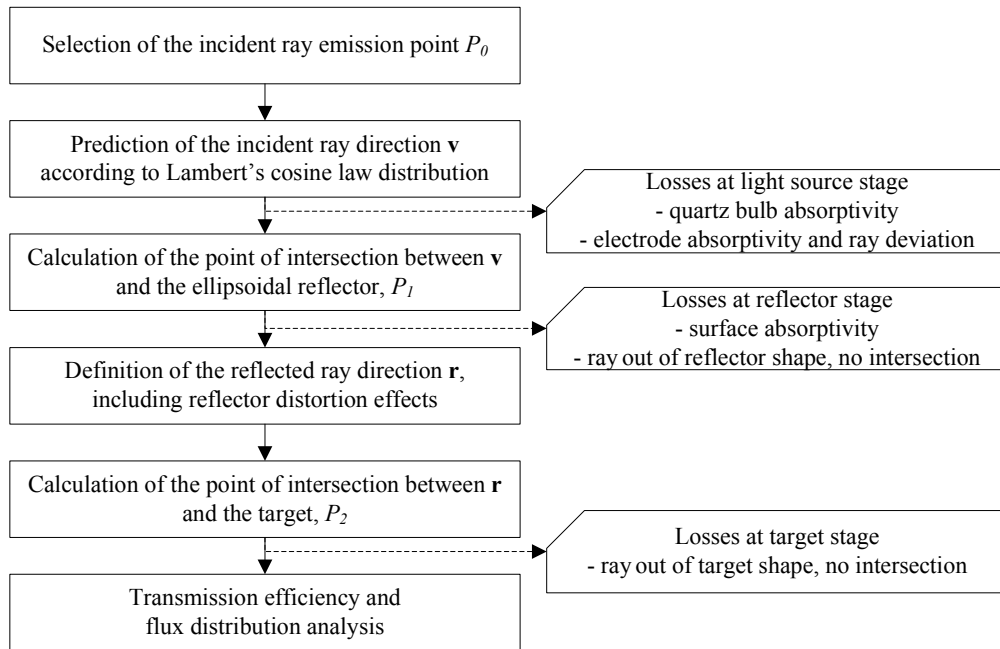 Selection of the incident ray emission point P0
Prediction of the incident ray direction v
according to Lambert’s cosine law distribution
Losses at light source stage
- quartz bulb absorptivity
- electrode absorptivity and ray deviation
Calculation of the point of intersection between v
and the ellipsoidal reflector, P1
Losses at reflector stage
- surface absorptivity
- ray out of reflector shape, no intersection
Definition of the reflected ray direction r,
including reflector distortion effects
Calculation of the point of intersection between r
and the target, P2
Losses at target stage
- ray out of target shape, no intersection
Transmission efficiency and
flux distribution analysis